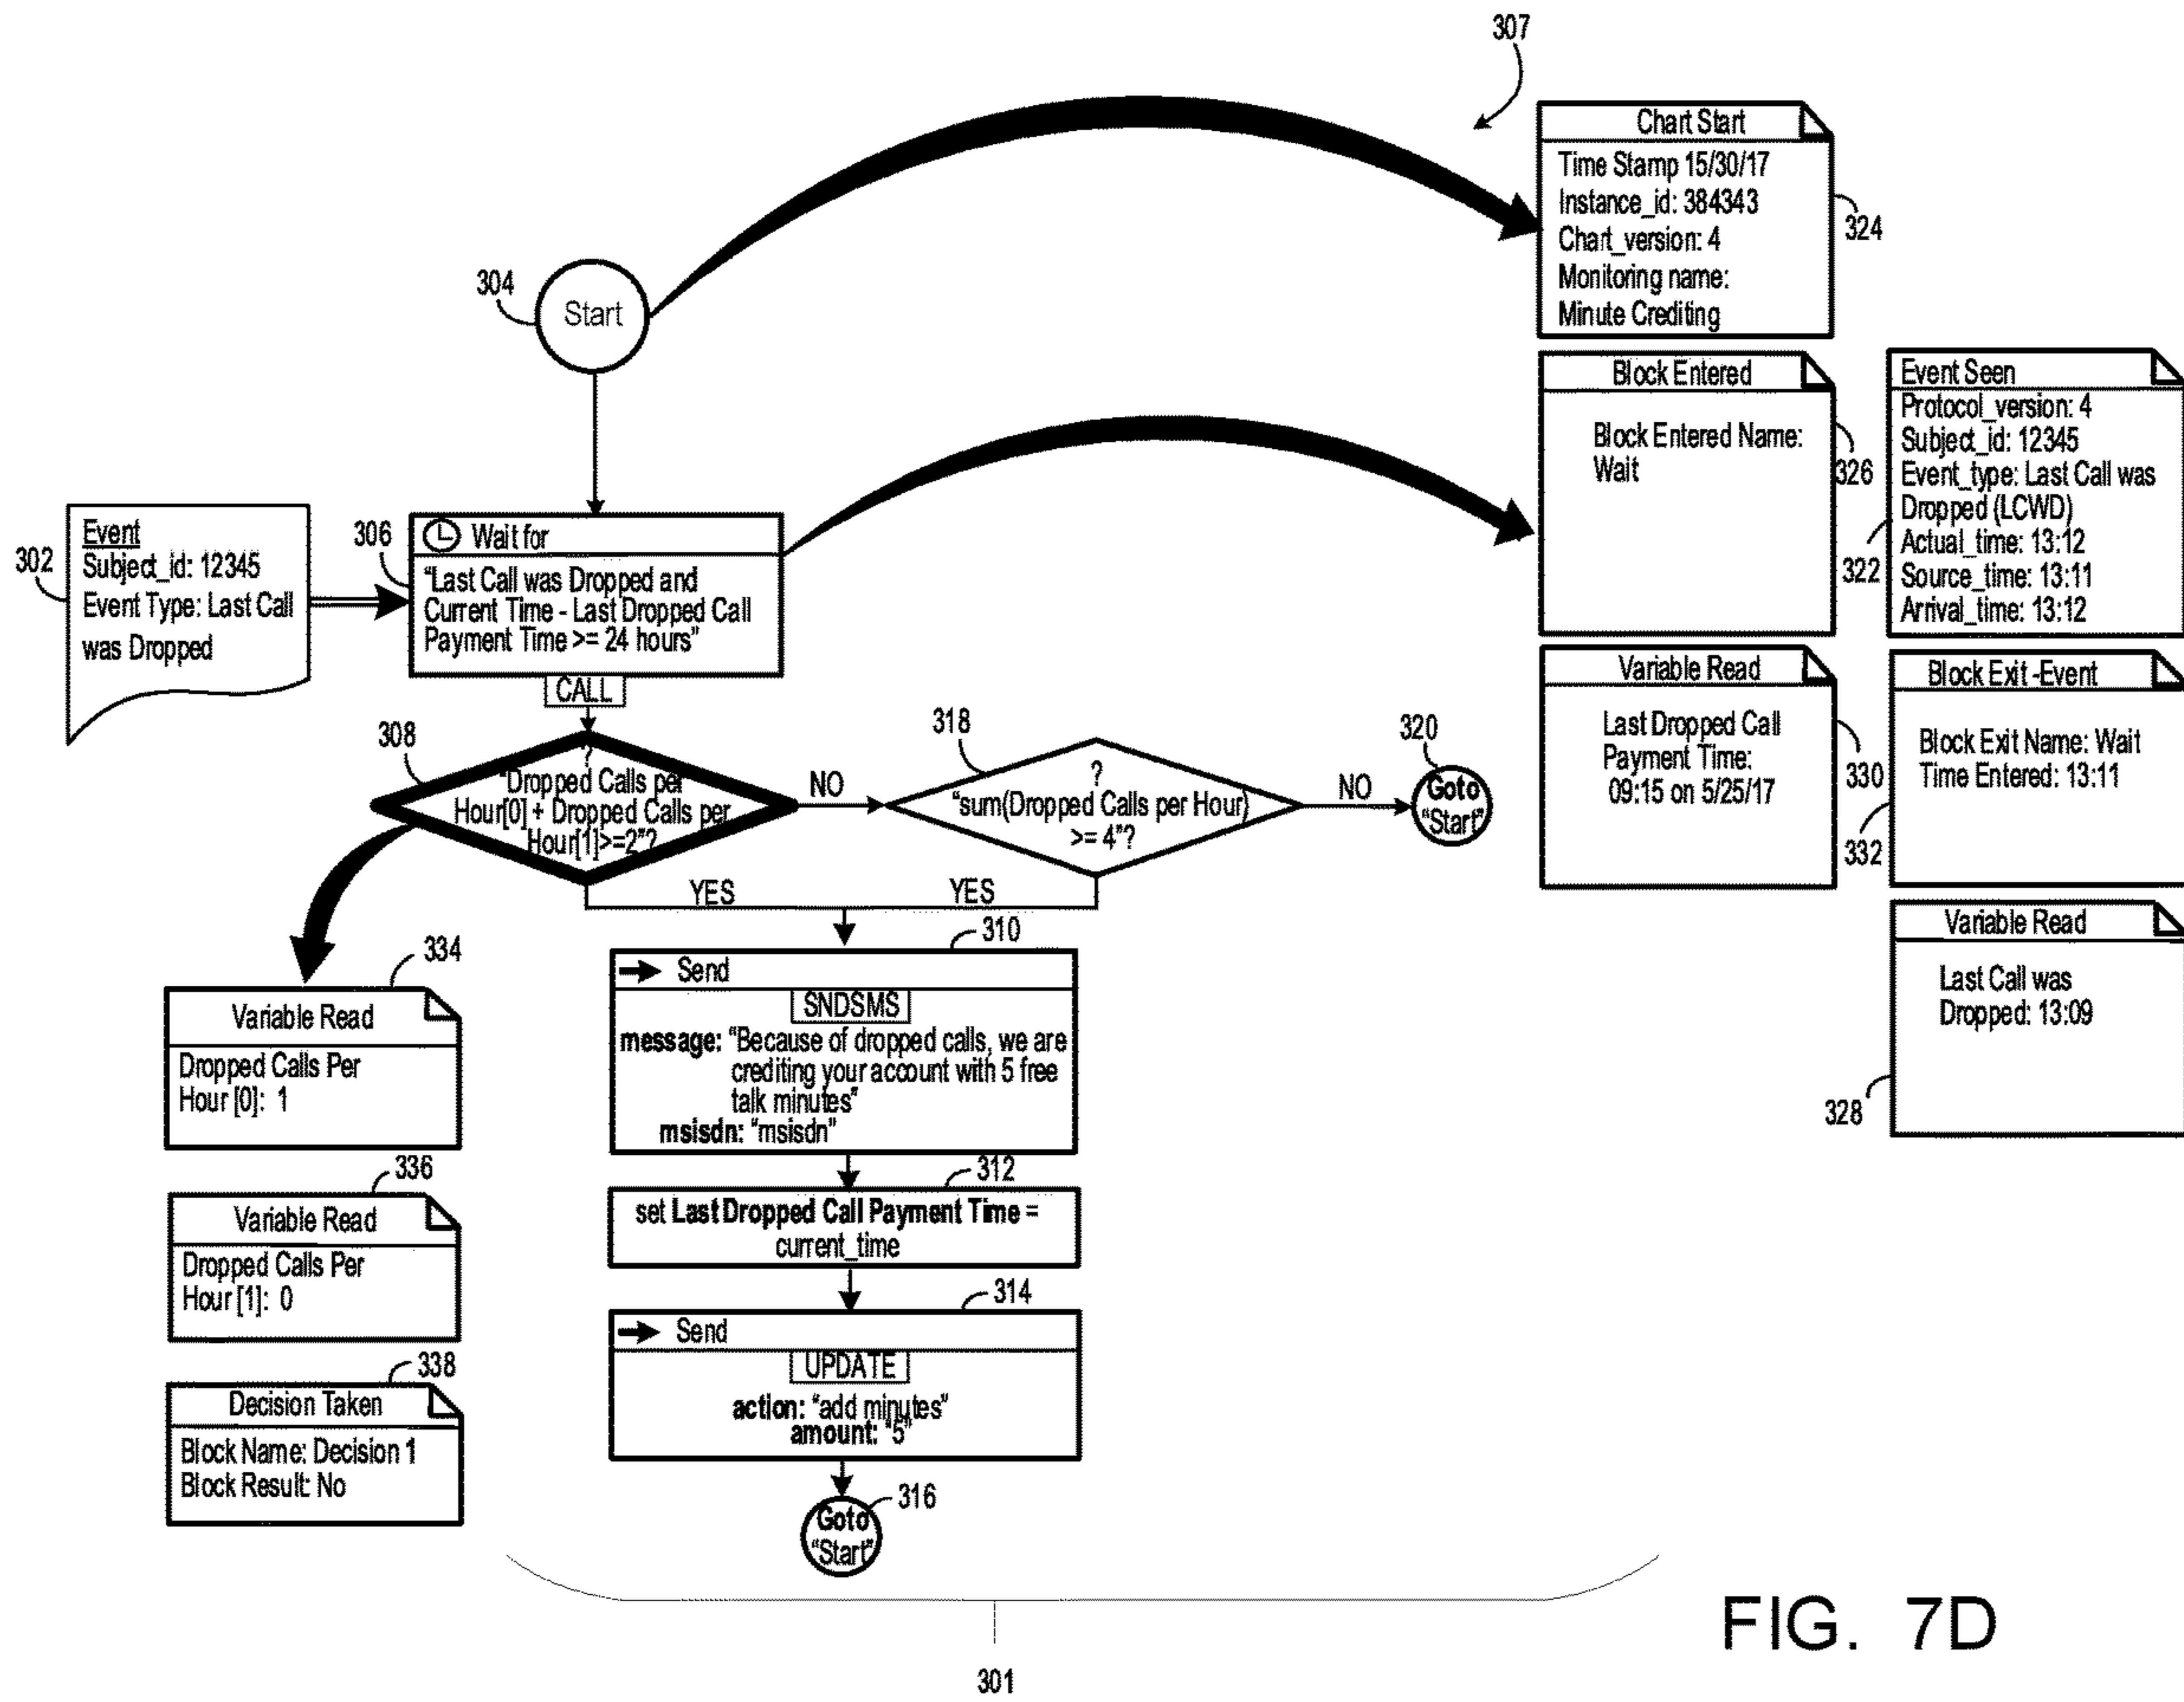 307
Chart Start
Time Stamp 15/30/17
Instance_id: 384343
Chart_version: 4
Monitoring name:
Minute Crediting
324
304
Start
Block Entered
Block Entered Name:
Wait
326
Event Seen
Protocol_version: 4
Subject_id: 12345
Event_type: Last Call was
Dropped (LCWD)
Actual_time: 13:12
Source_time: 13:11
Arrival_time: 13:12
322
302
Event
Subject_id: 12345
Event Type: Last Call
was Dropped
306
Wait for
"Last Call was Dropped and
Current Time - Last Dropped Call
Payment Time >= 24 hours"
CALL
Variable Read
Last Dropped Call
Payment Time:
09:15 on 5/25/17
330
Block Exit -Event
Block Exit Name: Wait
Time Entered: 13:11
332
308
?
"Dropped Calls per
Hour[0] + Dropped Calls per
Hour[1]>=2"?
NO
318
?
"sum(Dropped Calls per Hour)
>= 4"?
NO
320
Goto
"Start"
YES
YES
Variable Read
Last Call was
Dropped: 13:09
328
310
Send
SNDSMS
message: "Because of dropped calls, we are
crediting your account with 5 free
talk minutes"
msisdn: "msisdn"
334
Variable Read
Dropped Calls Per
Hour [0]: 1
336
Variable Read
Dropped Calls Per
Hour [1]: 0
312
set Last Dropped Call Payment Time =
current_time
314
Send
UPDATE
action: "add minutes"
amount: "5"
338
Decision Taken
Block Name: Decision 1
Block Result: No
316
Goto
"Start"
301
FIG. 7D